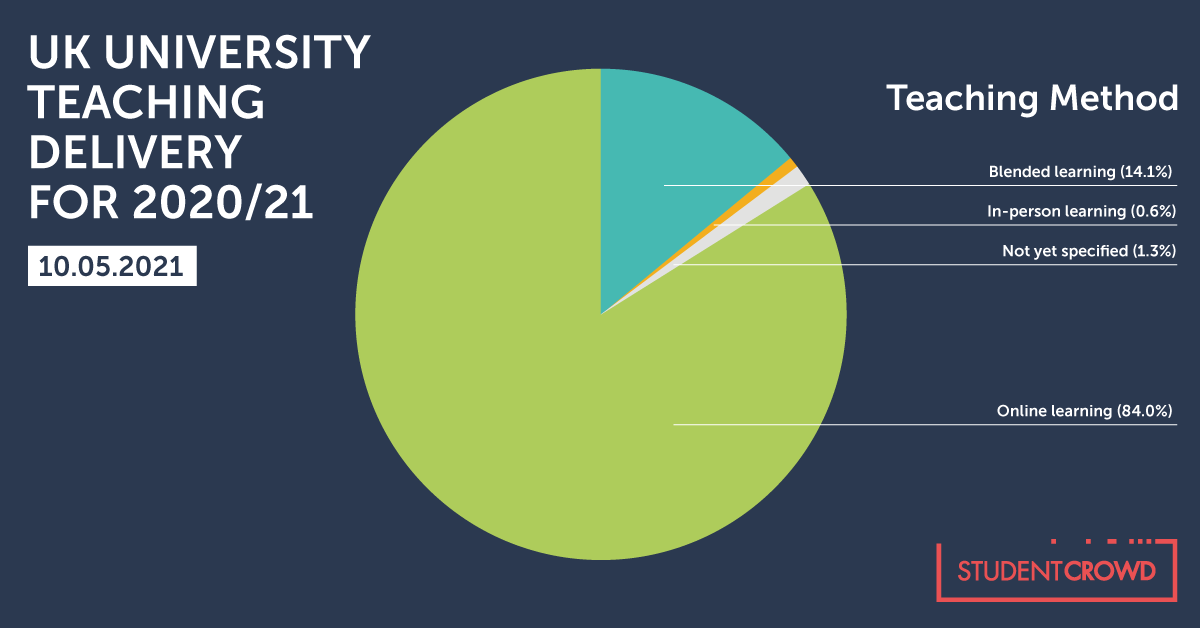 UK UNIVERSITY
TEACHING
DELIVERY
FOR 2020/21
10.05.2021
Teaching Method
Blended learning (14.1%)
In-person learning (0.6%)
Not yet specified (1.3%)
Online learning (84.0%)
STUDENTCROWD